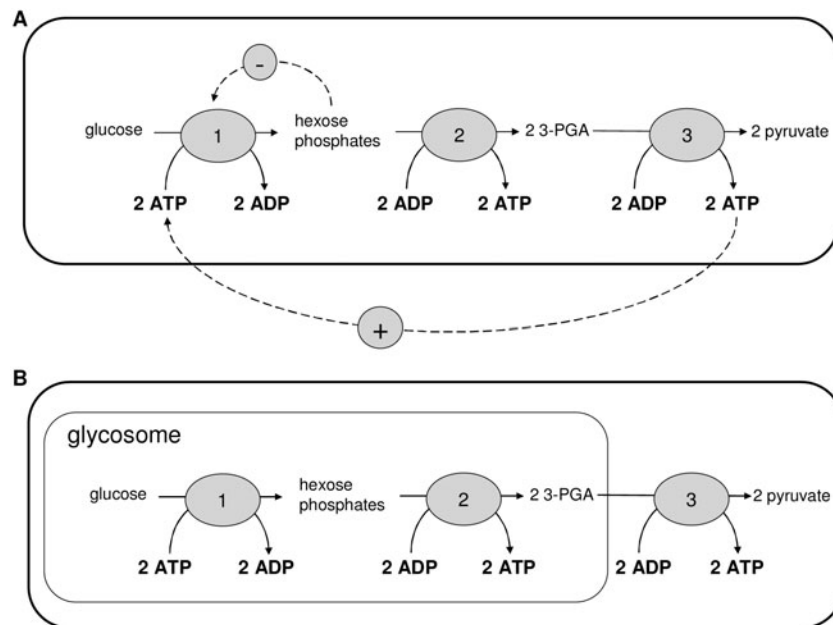 A
-
glucose 1 hexose phosphates 2 2 3-PGA 3 2 pyruvate
2 ATP 2 ADP 2 ADP 2 ATP 2 ADP 2 ATP
+
B
glycosome
glucose 1 hexose phosphates 2 2 3-PGA 3 2 pyruvate
2 ATP 2 ADP 2 ADP 2 ATP 2 ADP 2 ATP